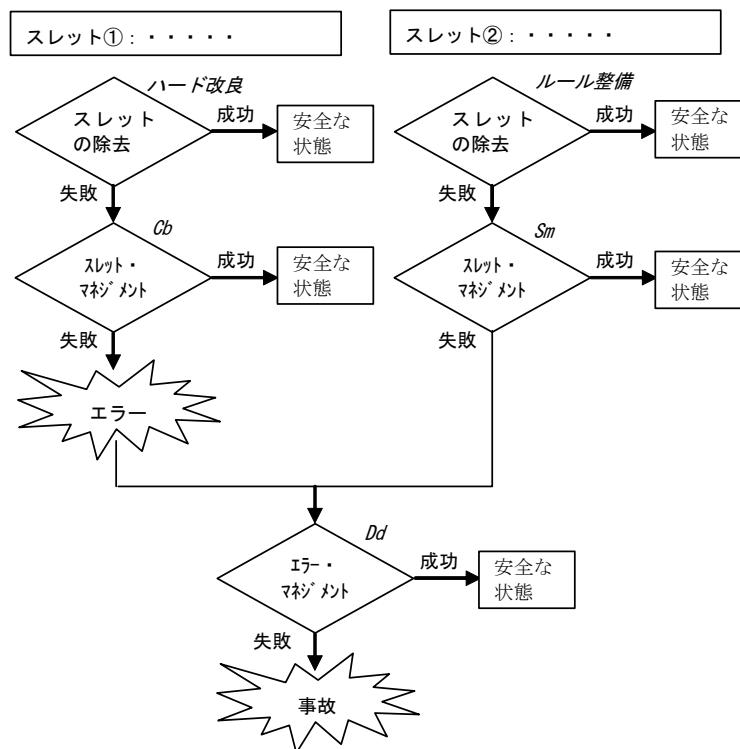 スレット①：・・・・・
スレット②：・・・・・
ハード改良
スレット
の除去
成功
安全な
状態
失敗
ルール整備
スレット
の除去
成功
安全な
状態
失敗
Cb
ｽﾚｯﾄ・
ﾏﾈｼﾞﾒﾝﾄ
成功
安全な
状態
失敗
Sm
ｽﾚｯﾄ・
ﾏﾈｼﾞﾒﾝﾄ
成功
安全な
状態
失敗
エラー
Dd
ｴﾗｰ・
ﾏﾈｼﾞﾒﾝﾄ
成功
安全な
状態
失敗
事故